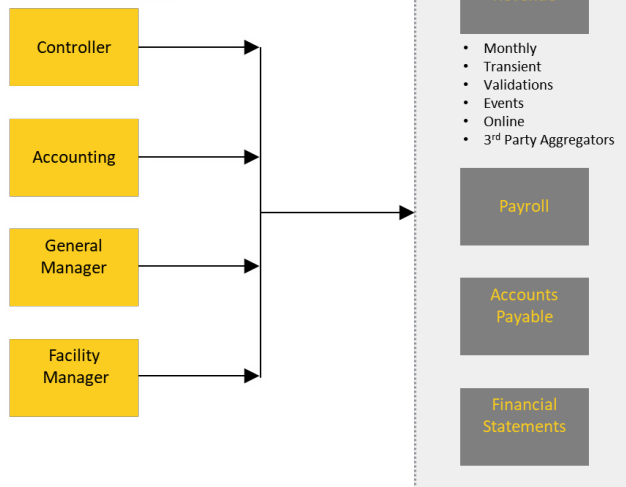 Controller
Accounting
General
Manager
Facility
Manager
Revenue
• Monthly
• Transient
• Validations
• Events
• Online
• 3rd Party Aggregators
Payroll
Accounts
Payable
Financial
Statements